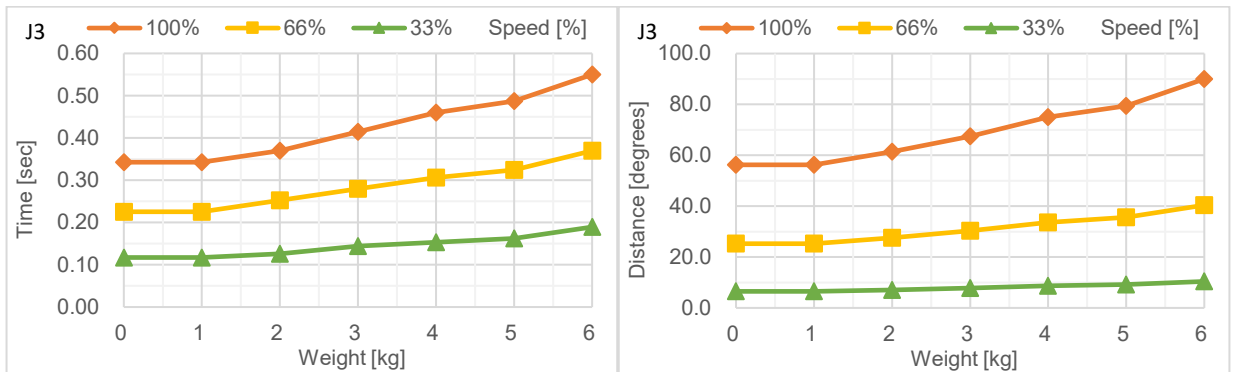 J3
100% 66% 33% Speed [%]
Time [sec]
0.60
0.50
0.40
0.30
0.20
0.10
0.00
0 1 2 3 4 5 6
Weight [kg]
J3
100% 66% 33% Speed [%]
Distance [degrees]
100.0
80.0
60.0
40.0
20.0
0.0
0 1 2 3 4 5 6
Weight [kg]